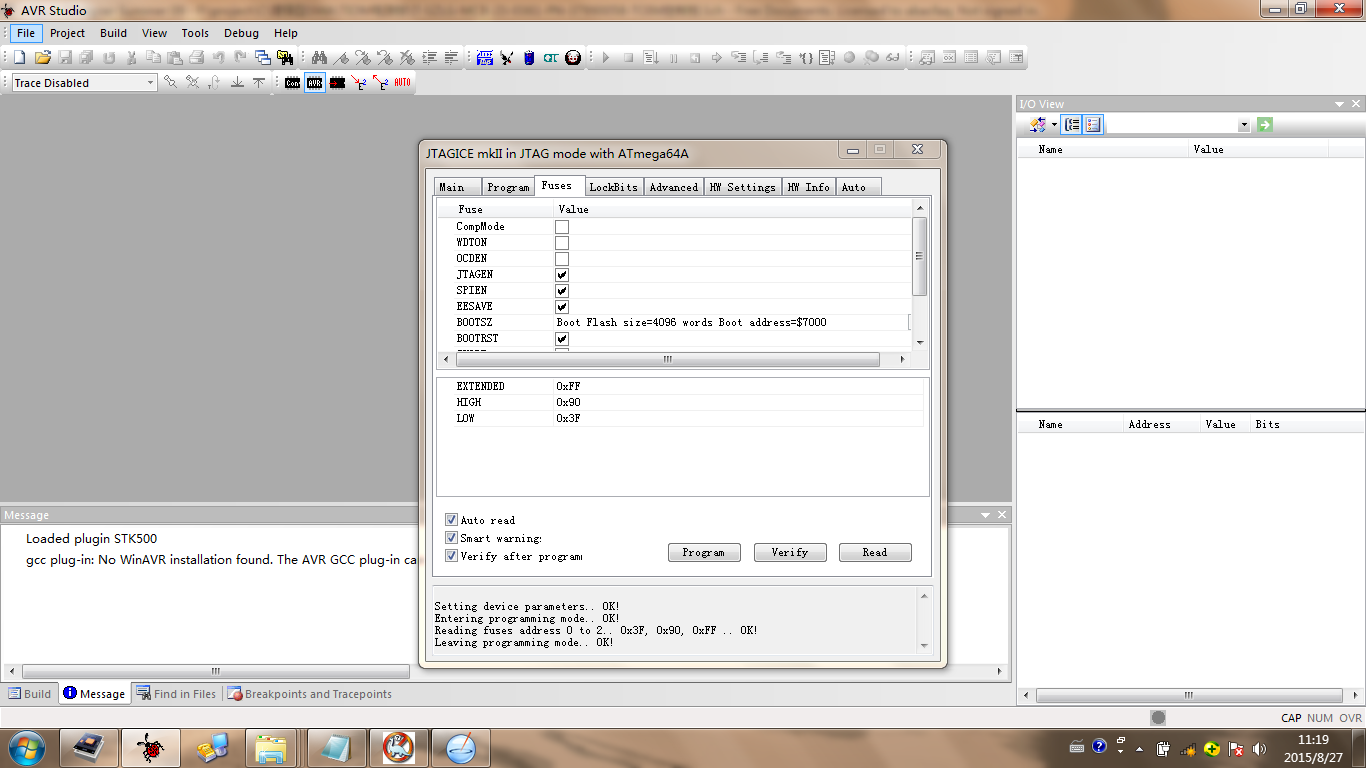 AVR Studio
File Project Build View Tools Debug Help
QT
Trace Disabled
Con AVR AUTO
I/O View
Name Value
JTAGICE mkII in JTAG mode with ATmega64A
Main Program Fuses LockBits Advanced HW Settings HW Info Auto
Fuse Value
CompMode
WDTON
OCDEN
JTAGEN
SPIEN
EESAVE
BOOTSZ Boot Flash size=4096 words Boot address=$7000
BOOTRST
EXTENDED 0xFF
HIGH 0x90
LOW 0x3F
Auto read
Smart warning:
Verify after program
Program Verify Read
Setting device parameters.. OK!
Entering programming mode.. OK!
Reading fuses address 0 to 2.. 0x3F, 0x90, 0xFF .. OK!
Leaving programming mode.. OK!
Name Address Value Bits
Message
Loaded plugin STK500
gcc plug-in: No WinAVR installation found. The AVR GCC plug-in ca
Build Message Find in Files Breakpoints and Tracepoints
CAP NUM OVR
11:19
2015/8/27